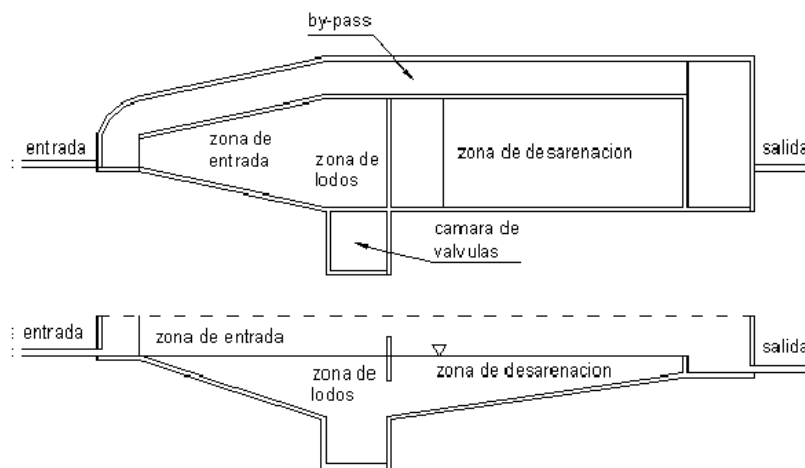 by-pass
entrada
zona de
entrada
zona de
lodos
zona de desarenacion
salida
camara de
valvulas
entrada
zona de entrada
zona de
lodos
zona de desarenacion
salida